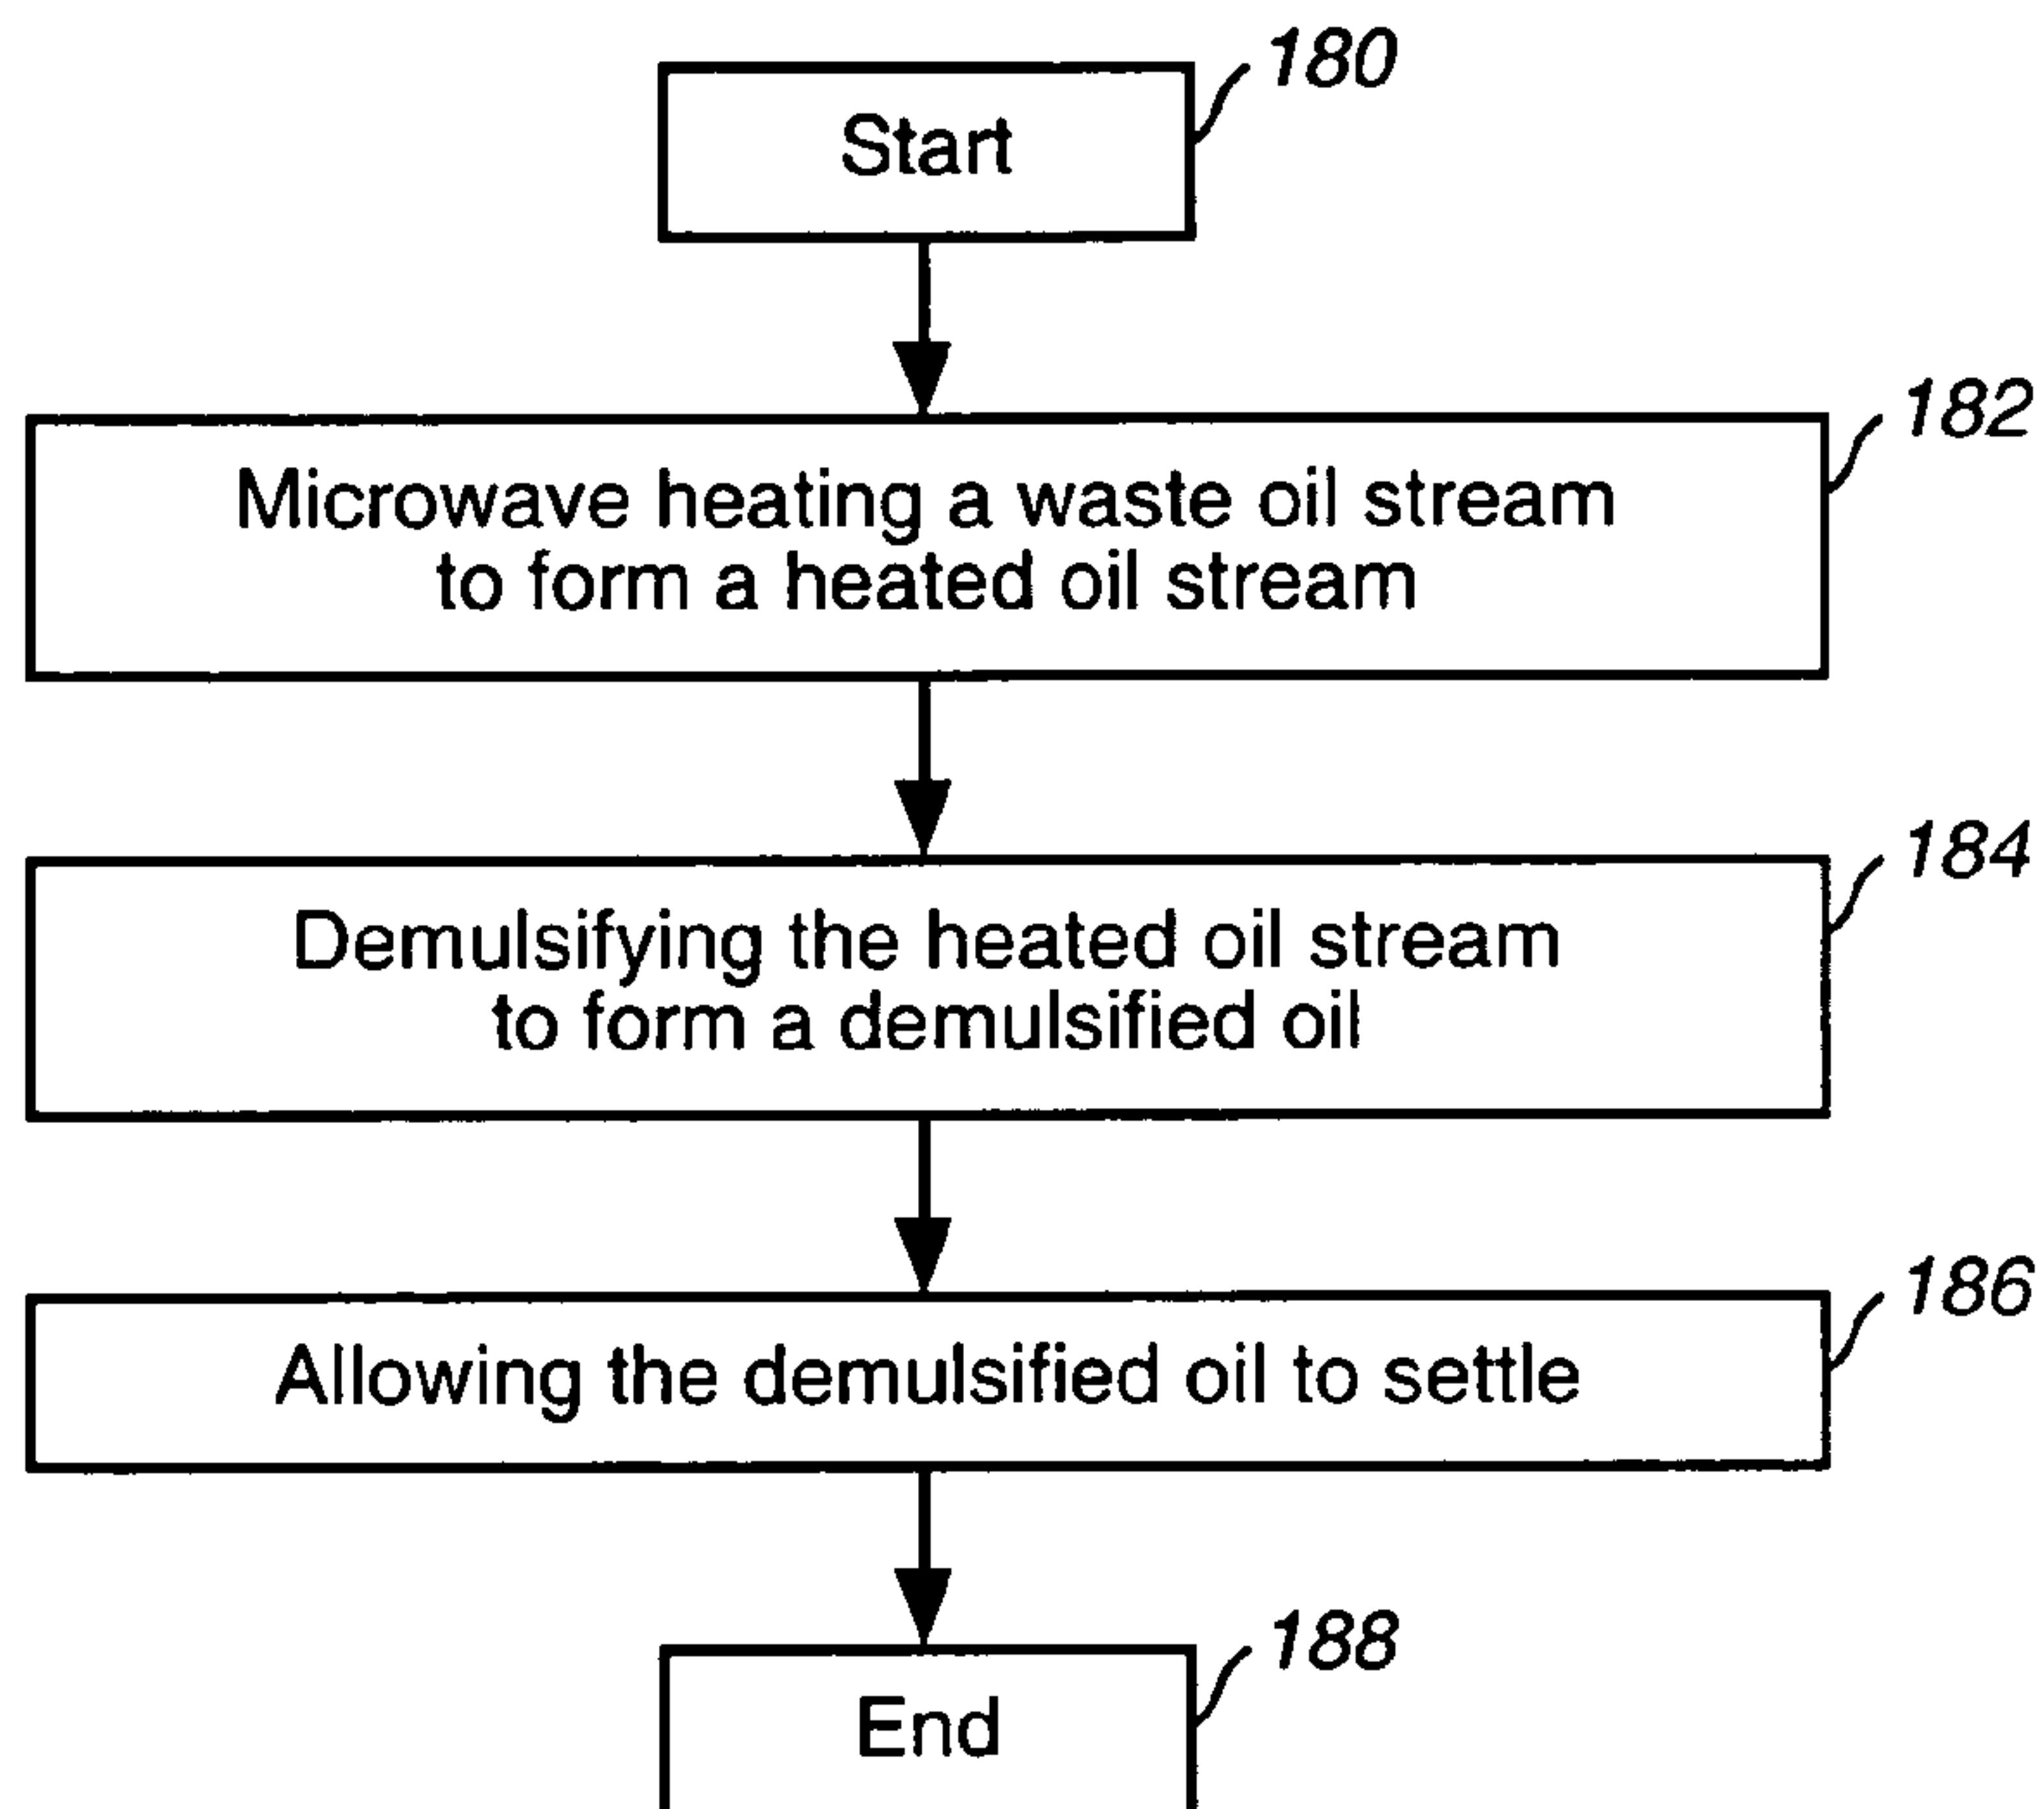 180
Start
182
Microwave heating a waste oil stream
to form a heated oil stream
184
Demulsifying the heated oil stream
to form a demulsified oil
186
Allowing the demulsified oil to settle
188
End